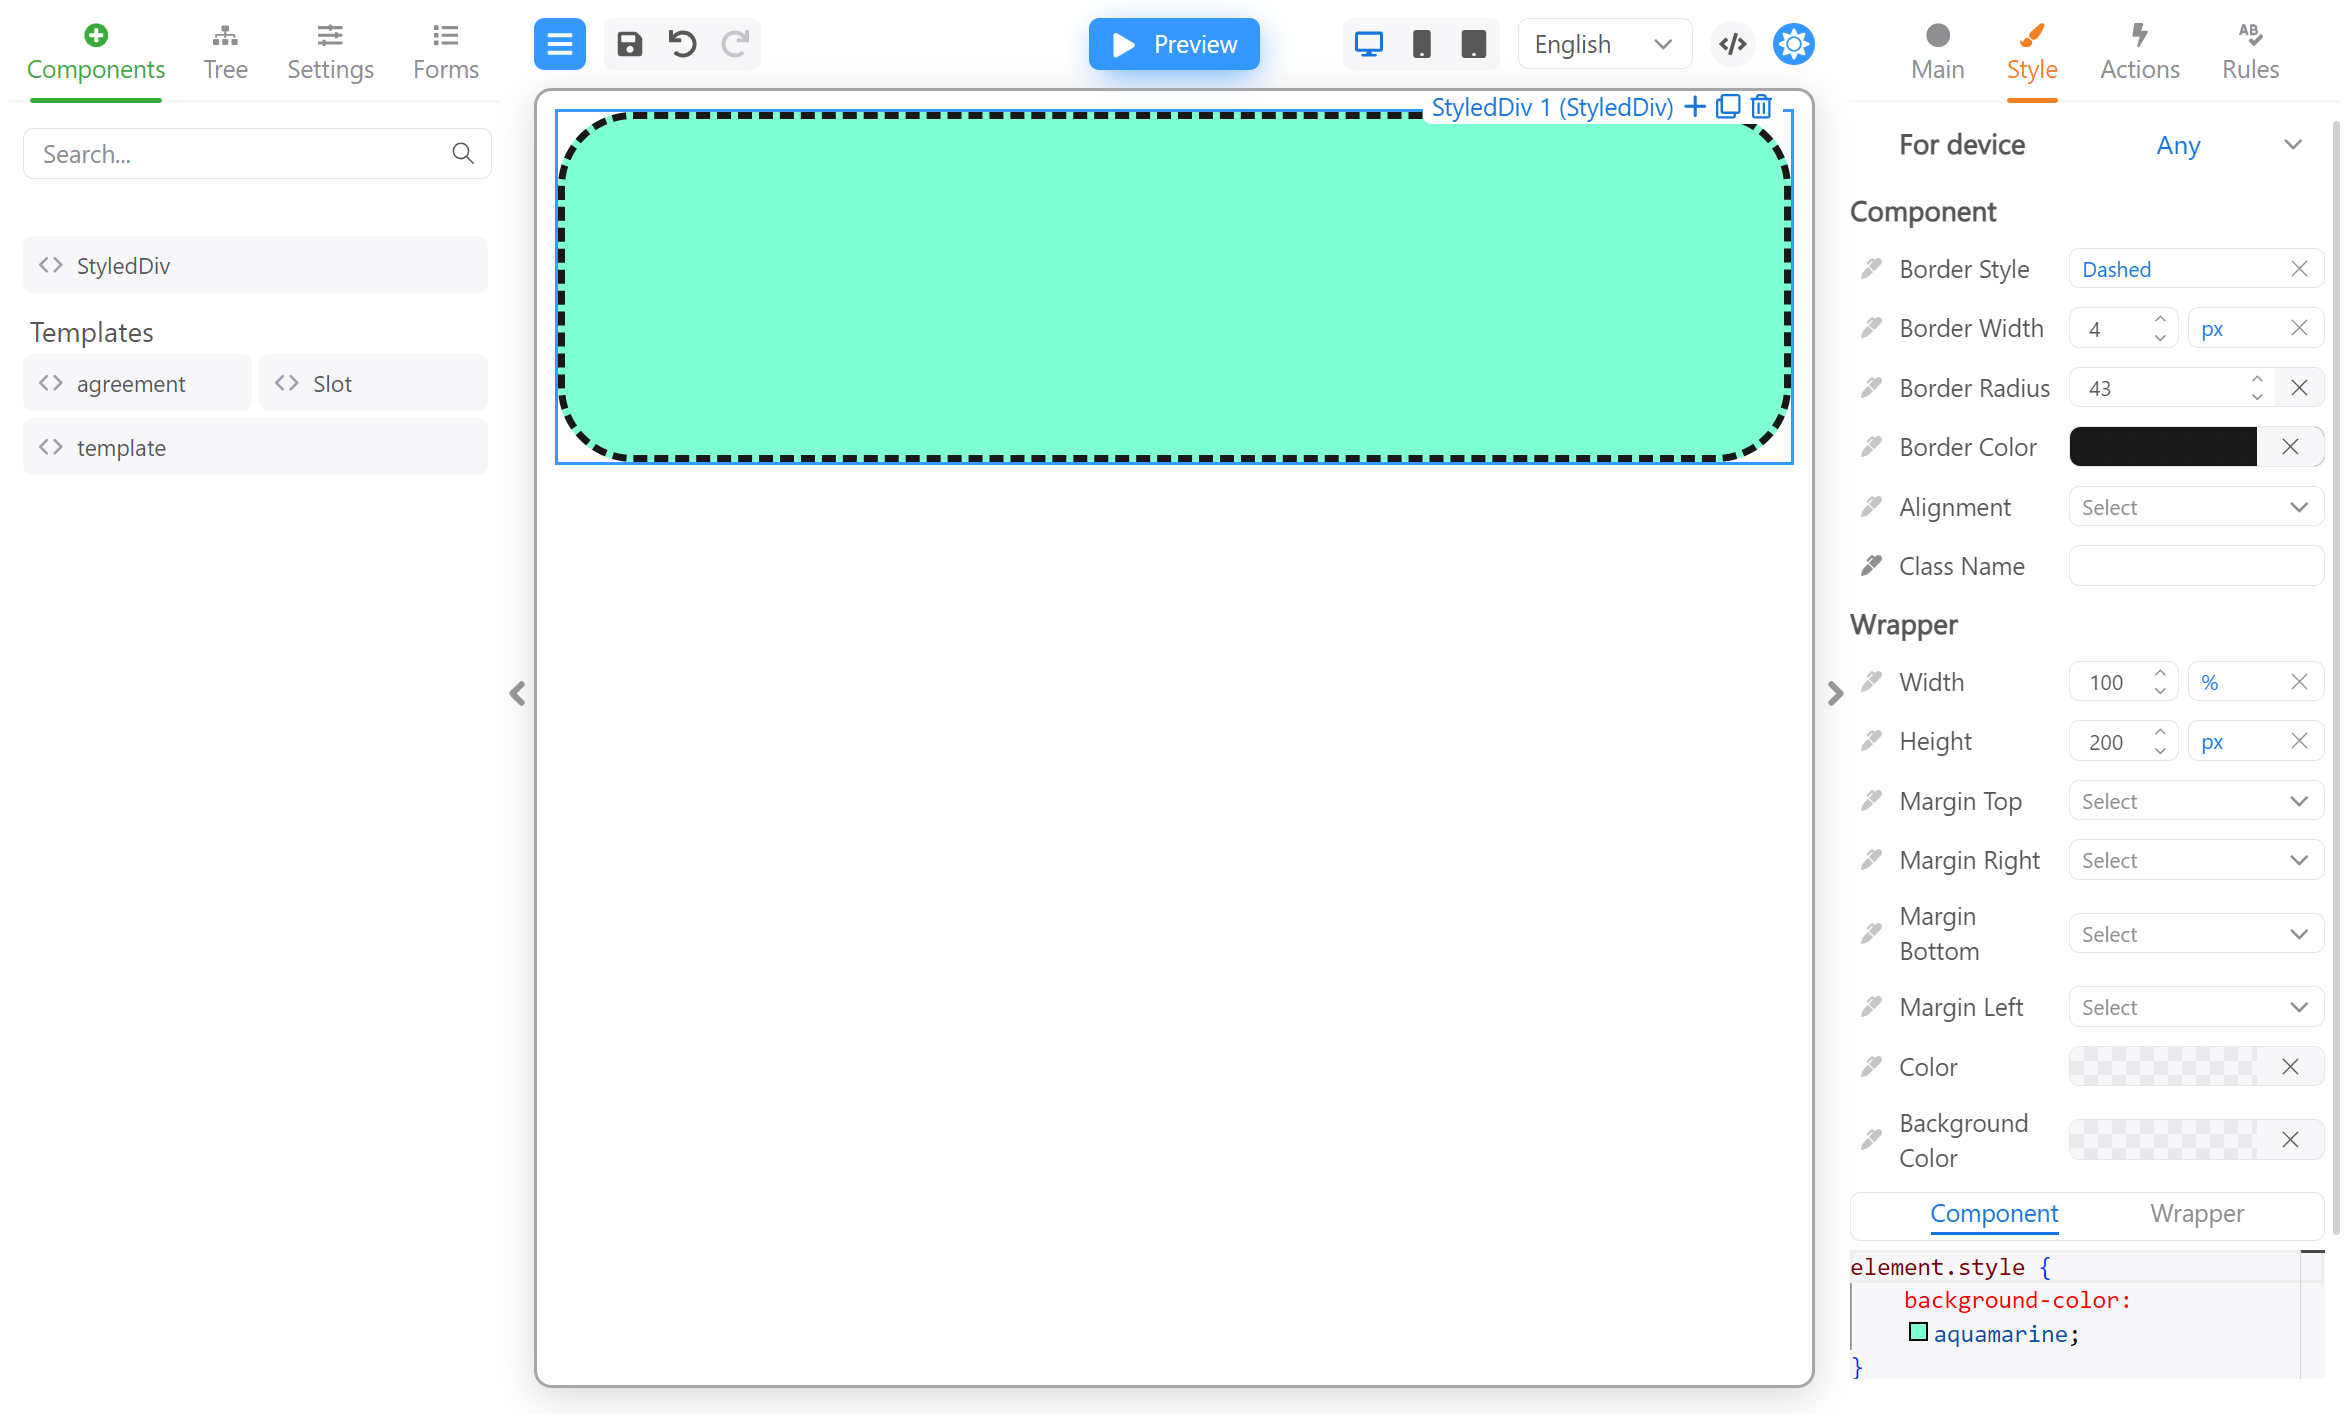 Components
Tree
Settings
Forms
Search...
StyledDiv
Templates
agreement
Slot
template
Preview
English
StyledDiv 1 (StyledDiv)
Main
Style
Actions
AB
Rules
For device
Any
Component
Border Style
Dashed
Border Width
4
px
Border Radius
43
Border Color
Alignment
Select
Class Name
Wrapper
Width
100
%
Height
200
px
Margin Top
Select
Margin Right
Select
Margin
Bottom
Select
Margin Left
Select
Color
Background
Color
Component
Wrapper
element.style {
background-color:
aquamarine;
}